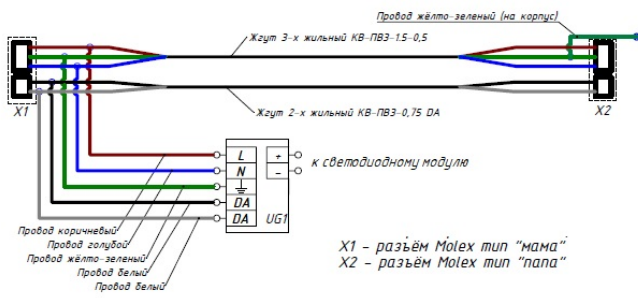 Провод жёлто-зеленый (на корпус)
Жгут 3-х жильный КВ-ПВ3-1.5-0,5
Жгут 2-х жильный КВ-ПВ3-0,75 DA
X1
X2
L
N
DA
DA
+
-
UG1
к светодиодному модулю
Провод коричневый
Провод голубой
Провод жёлто-зеленый
Провод белый
Провод белый
X1 - разъём Molex тип "мама"
X2 - разъём Molex тип "папа"